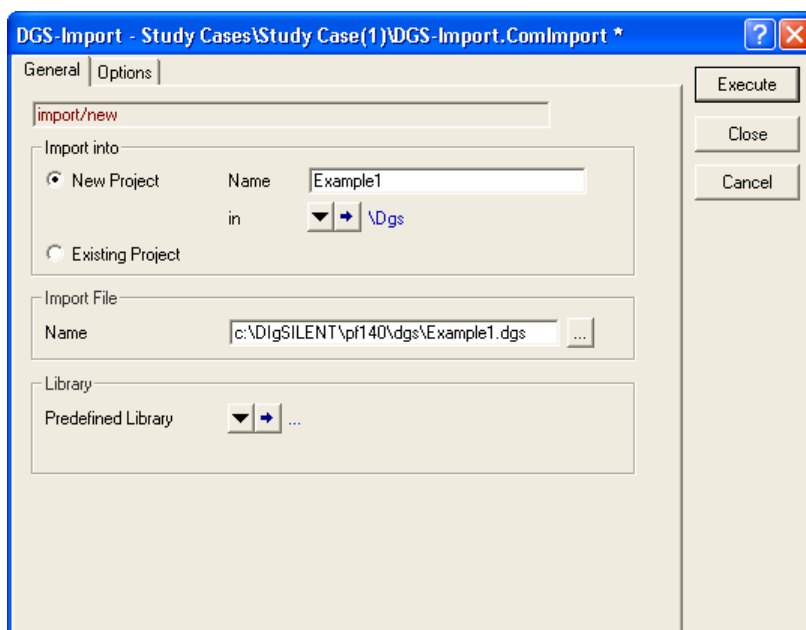 DGS-Import - Study Cases\Study Case(1)\DGS-Import.ComImport *
General Options
Execute
import/new
Close
Import into
New Project Name Example1
Cancel
in \Dgs
Existing Project
Import File
Name c:\DIgSILENT\pf140\dgs\Example1.dgs ...
Library
Predefined Library ...